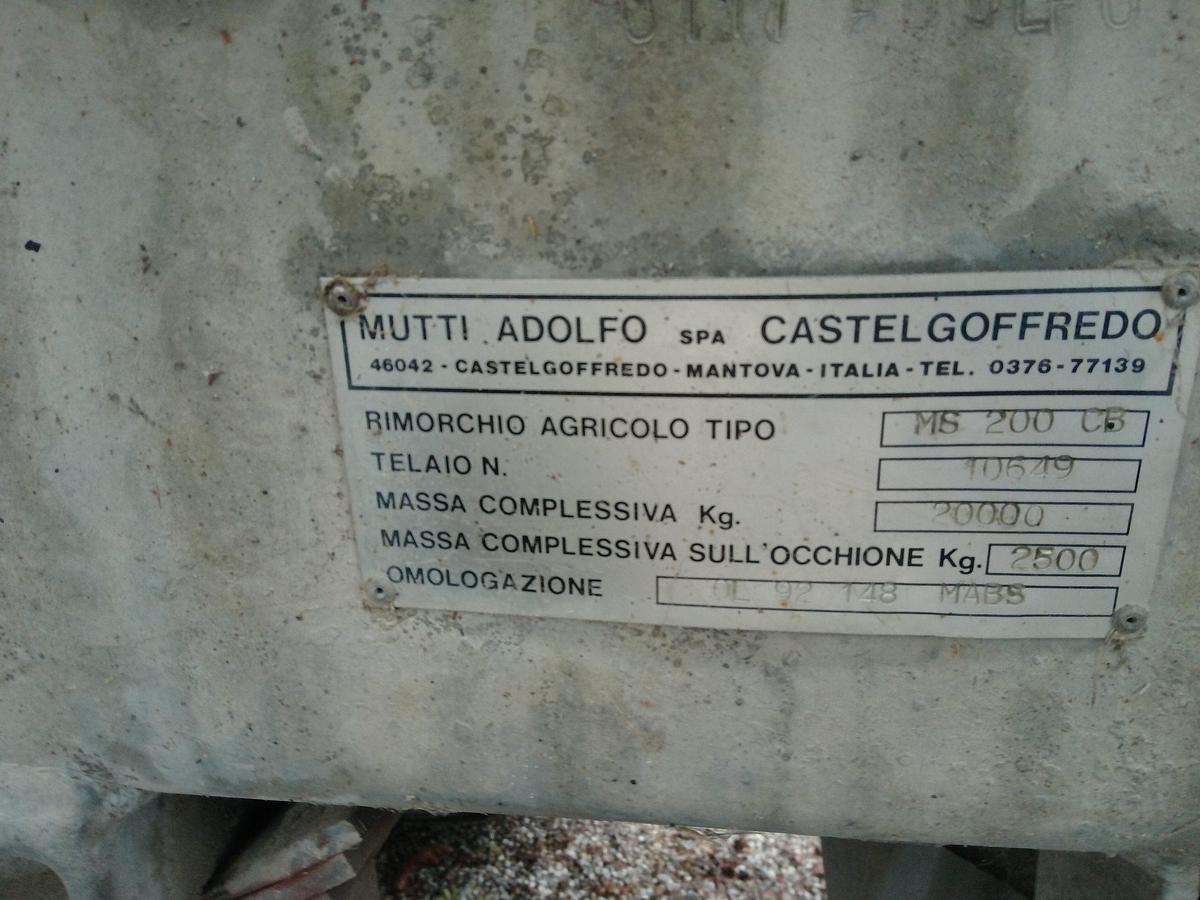 MUTTI ADOLFO SPA CASTELGOFFREDO
46042 - CASTELGOFFREDO - MANTOVA - ITALIA - TEL. 0376-77139
RIMORCHIO AGRICOLO TIPO MS 200 CB
TELAIO N. 10649
MASSA COMPLESSIVA Kg. 20000
MASSA COMPLESSIVA SULL'OCCHIONE Kg. 2500
OMOLOGAZIONE OL 92 148 MABS